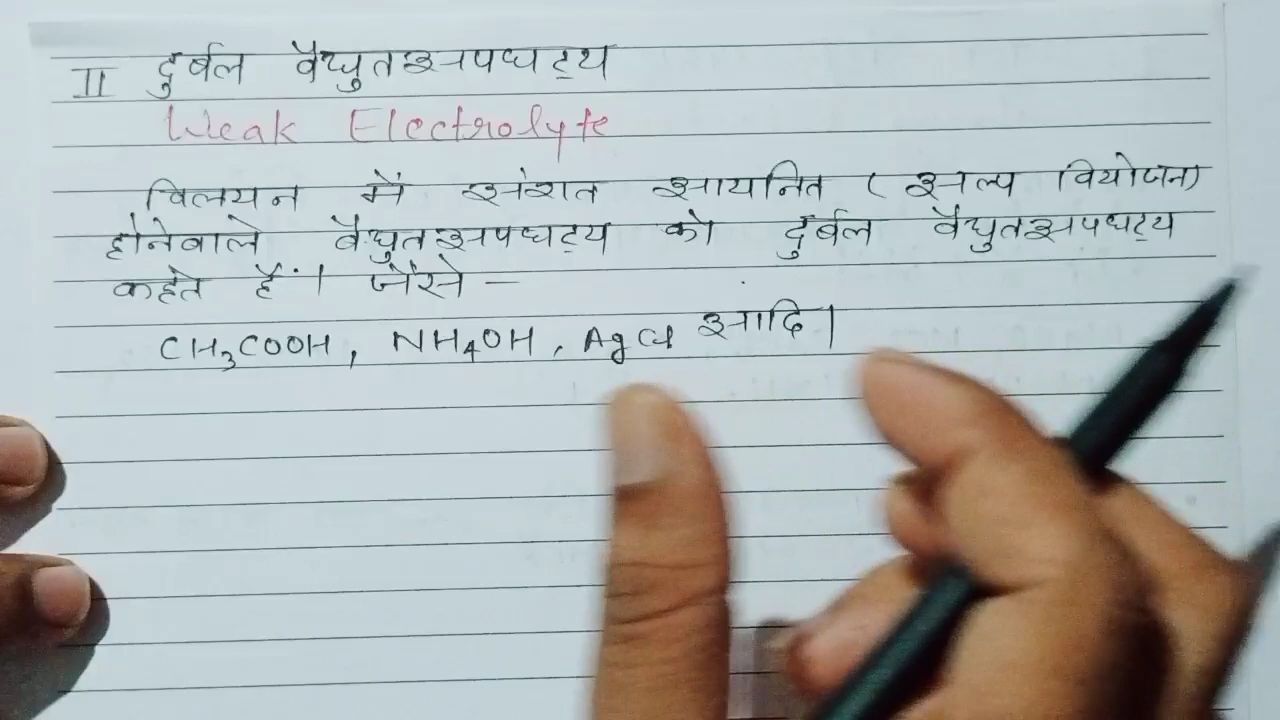 II दुर्बल वैद्युतअपघट्य
Weak Electrolyte
विलयन में अंशत आयनित (अल्प वियोजन)
होनेवाले वैद्युतअपघट्य को दुर्बल वैद्युतअपघट्य
कहते हैं। जैसे –
CH₃COOH, NH₄OH, AgCl आदि।